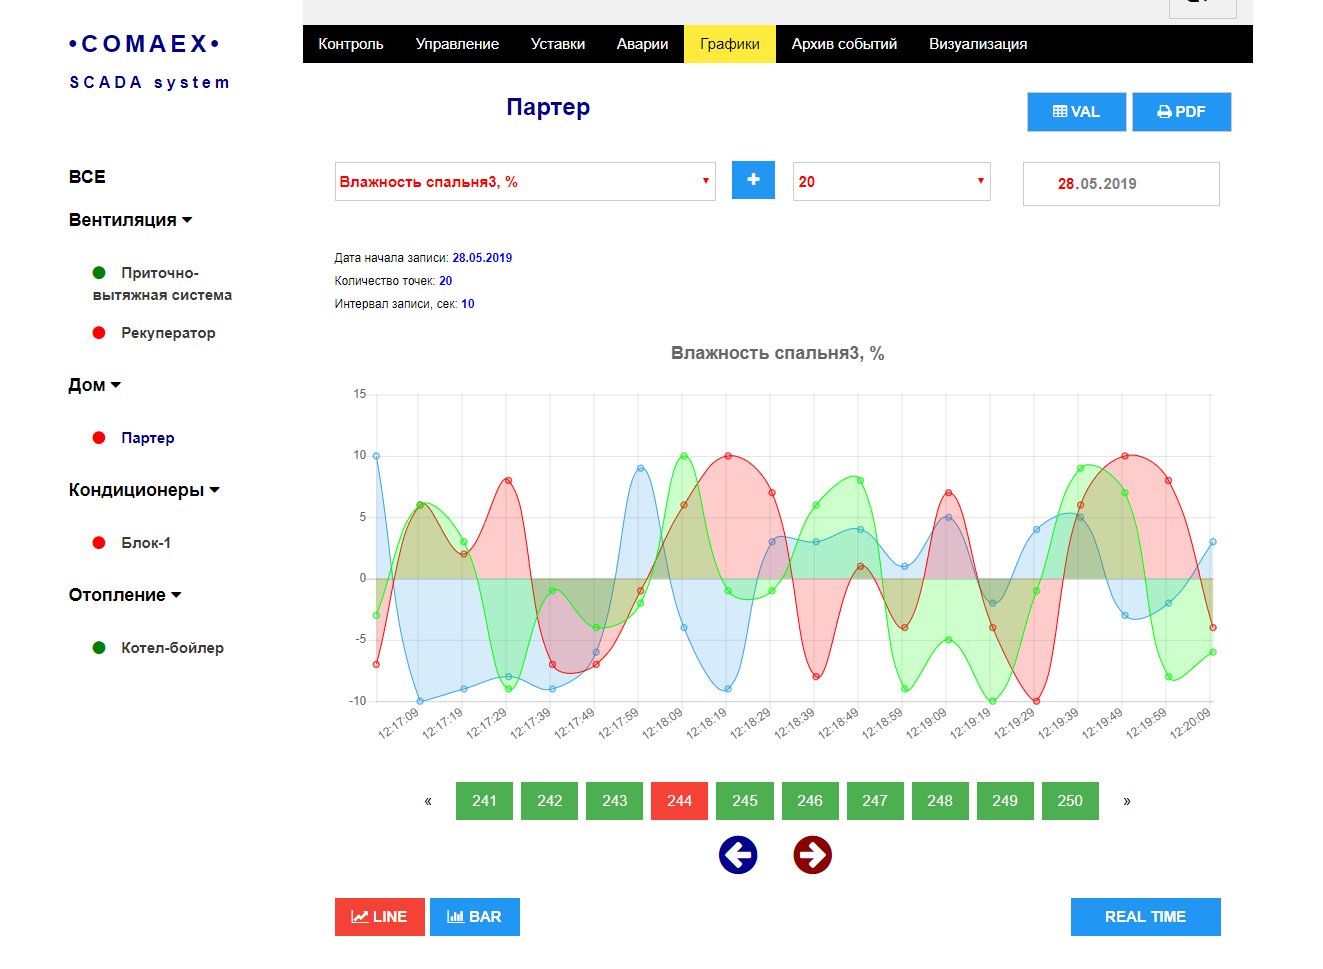 •COMAEX•
SCADA system
ВСЕ
Вентиляция
Приточно-
вытяжная система
Рекуператор
Дом
Партер
Кондиционеры
Блок-1
Отопление
Котел-бойлер
Контроль Управление Уставки Аварии Графики Архив событий Визуализация
Партер
VAL PDF
Влажность спальня3, % + 20 28.05.2019
Дата начала записи: 28.05.2019
Количество точек: 20
Интервал записи, сек: 10
Влажность спальня3, %
15
10
5
0
-5
-10
12:17:09 12:17:19 12:17:29 12:17:39 12:17:49 12:17:59 12:18:09 12:18:19 12:18:29 12:18:39 12:18:49 12:18:59 12:19:09 12:19:19 12:19:29 12:19:39 12:19:49 12:19:59 12:20:09
« 241 242 243 244 245 246 247 248 249 250 »
LINE BAR REAL TIME